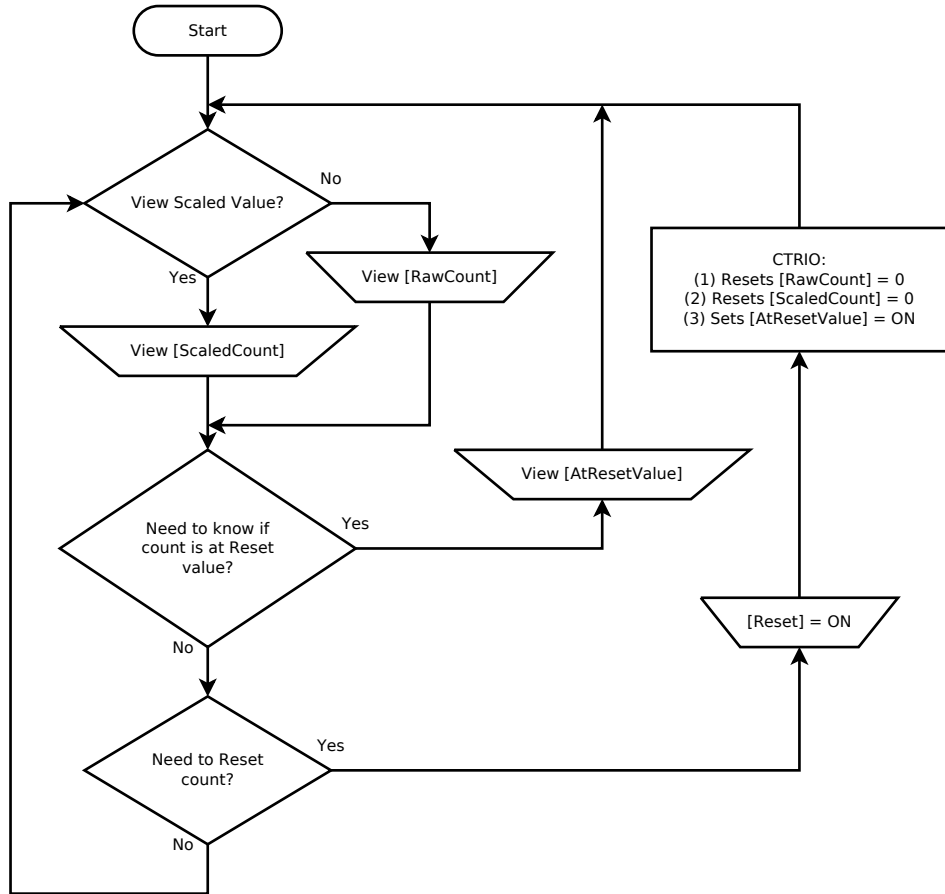 Start
View Scaled Value?
No
Yes
View [RawCount]
View [ScaledCount]
CTRIO:
(1) Resets [RawCount] = 0
(2) Resets [ScaledCount] = 0
(3) Sets [AtResetValue] = ON
View [AtResetValue]
Need to know if
count is at Reset
value?
Yes
No
[Reset] = ON
Need to Reset
count?
Yes
No